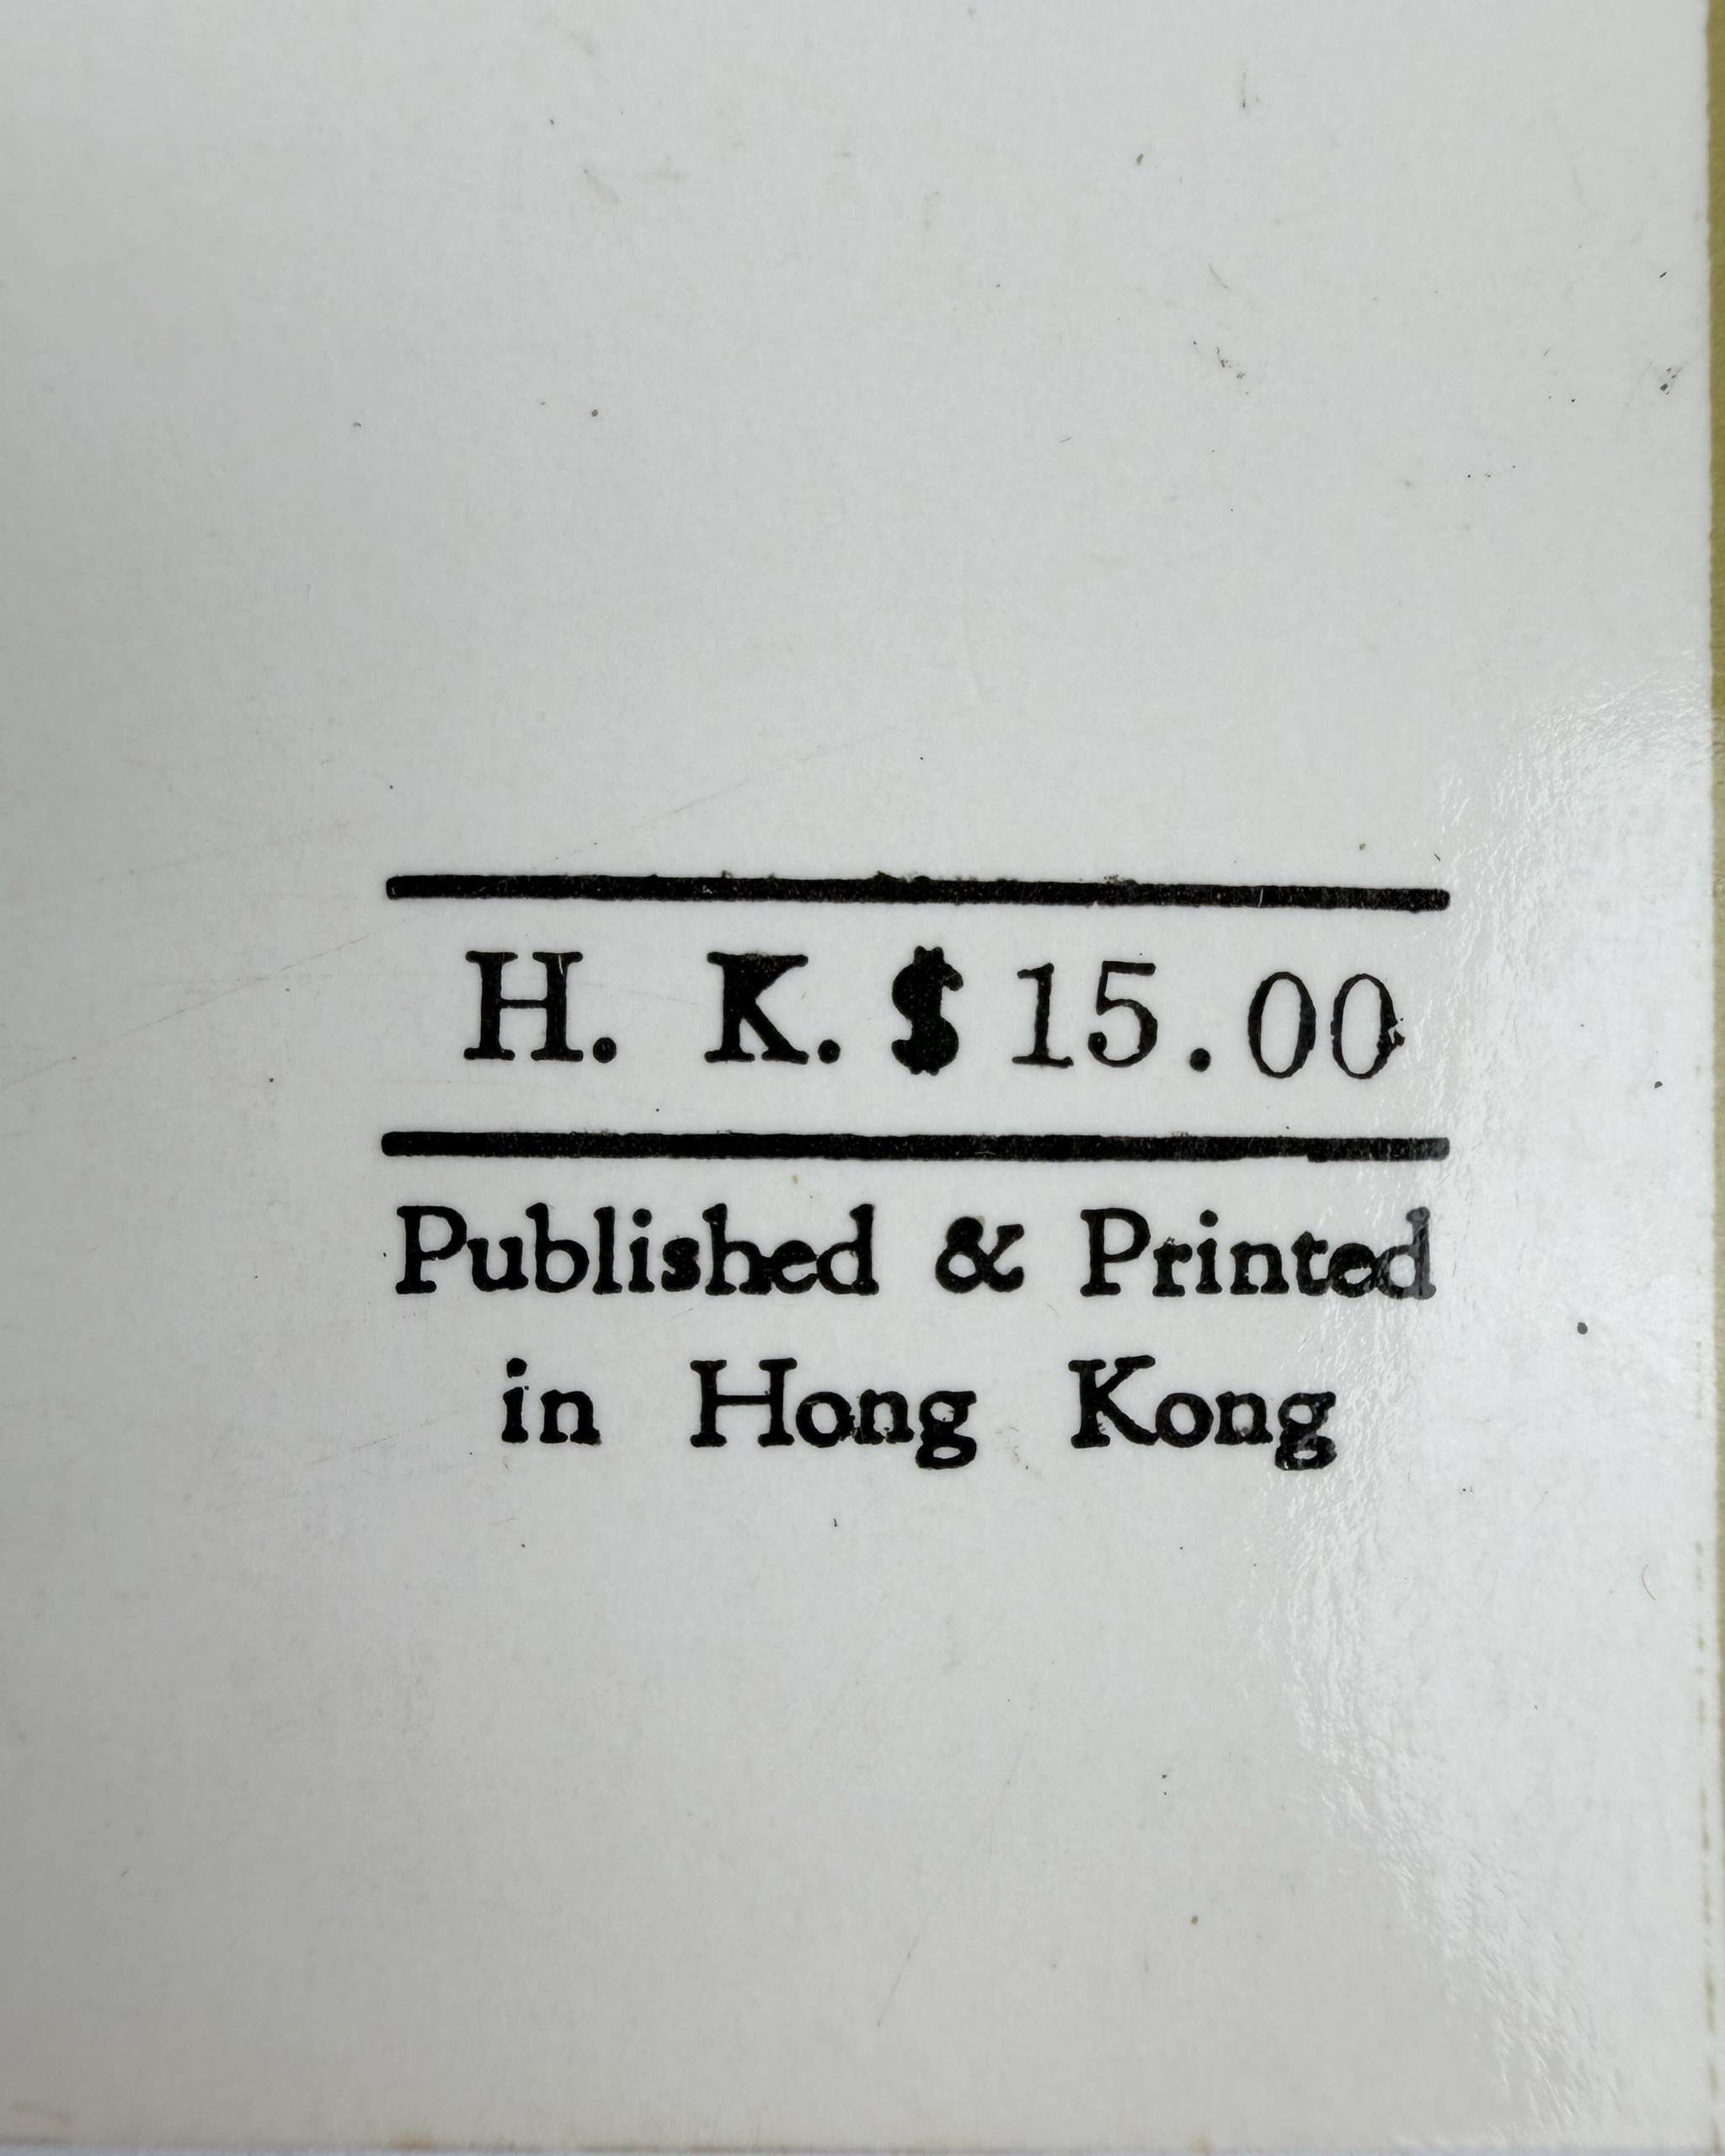 H. K. $ 15.00
Published & Printed
in Hong Kong